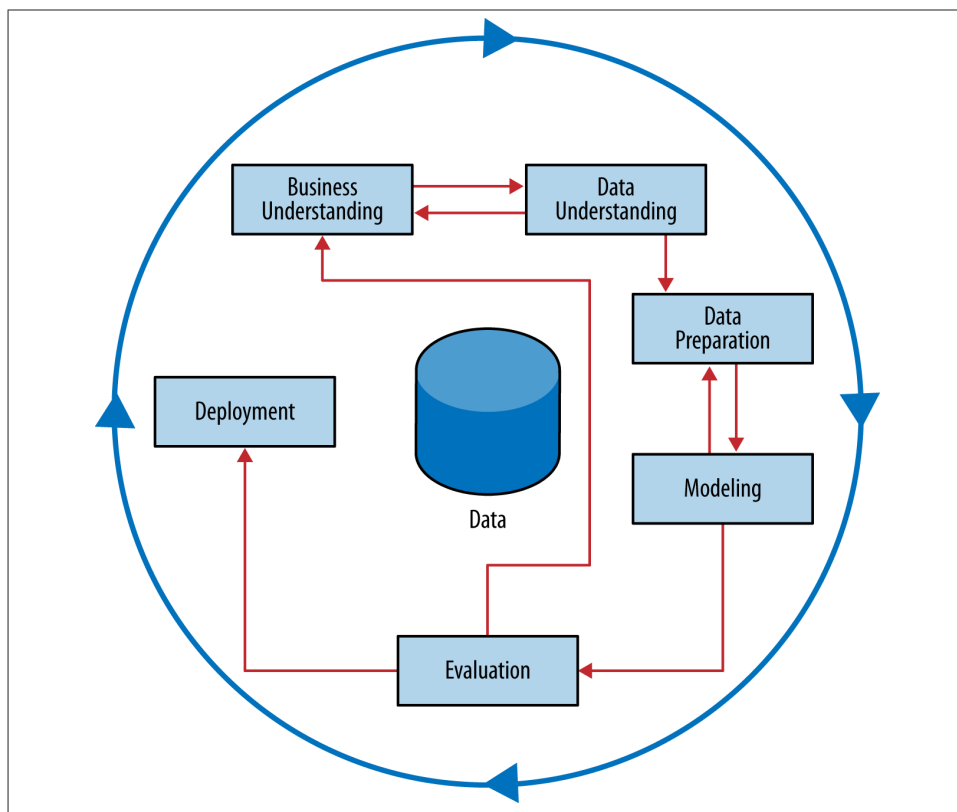 Business
Understanding
Data
Understanding
Data
Preparation
Deployment
Modeling
Data
Evaluation